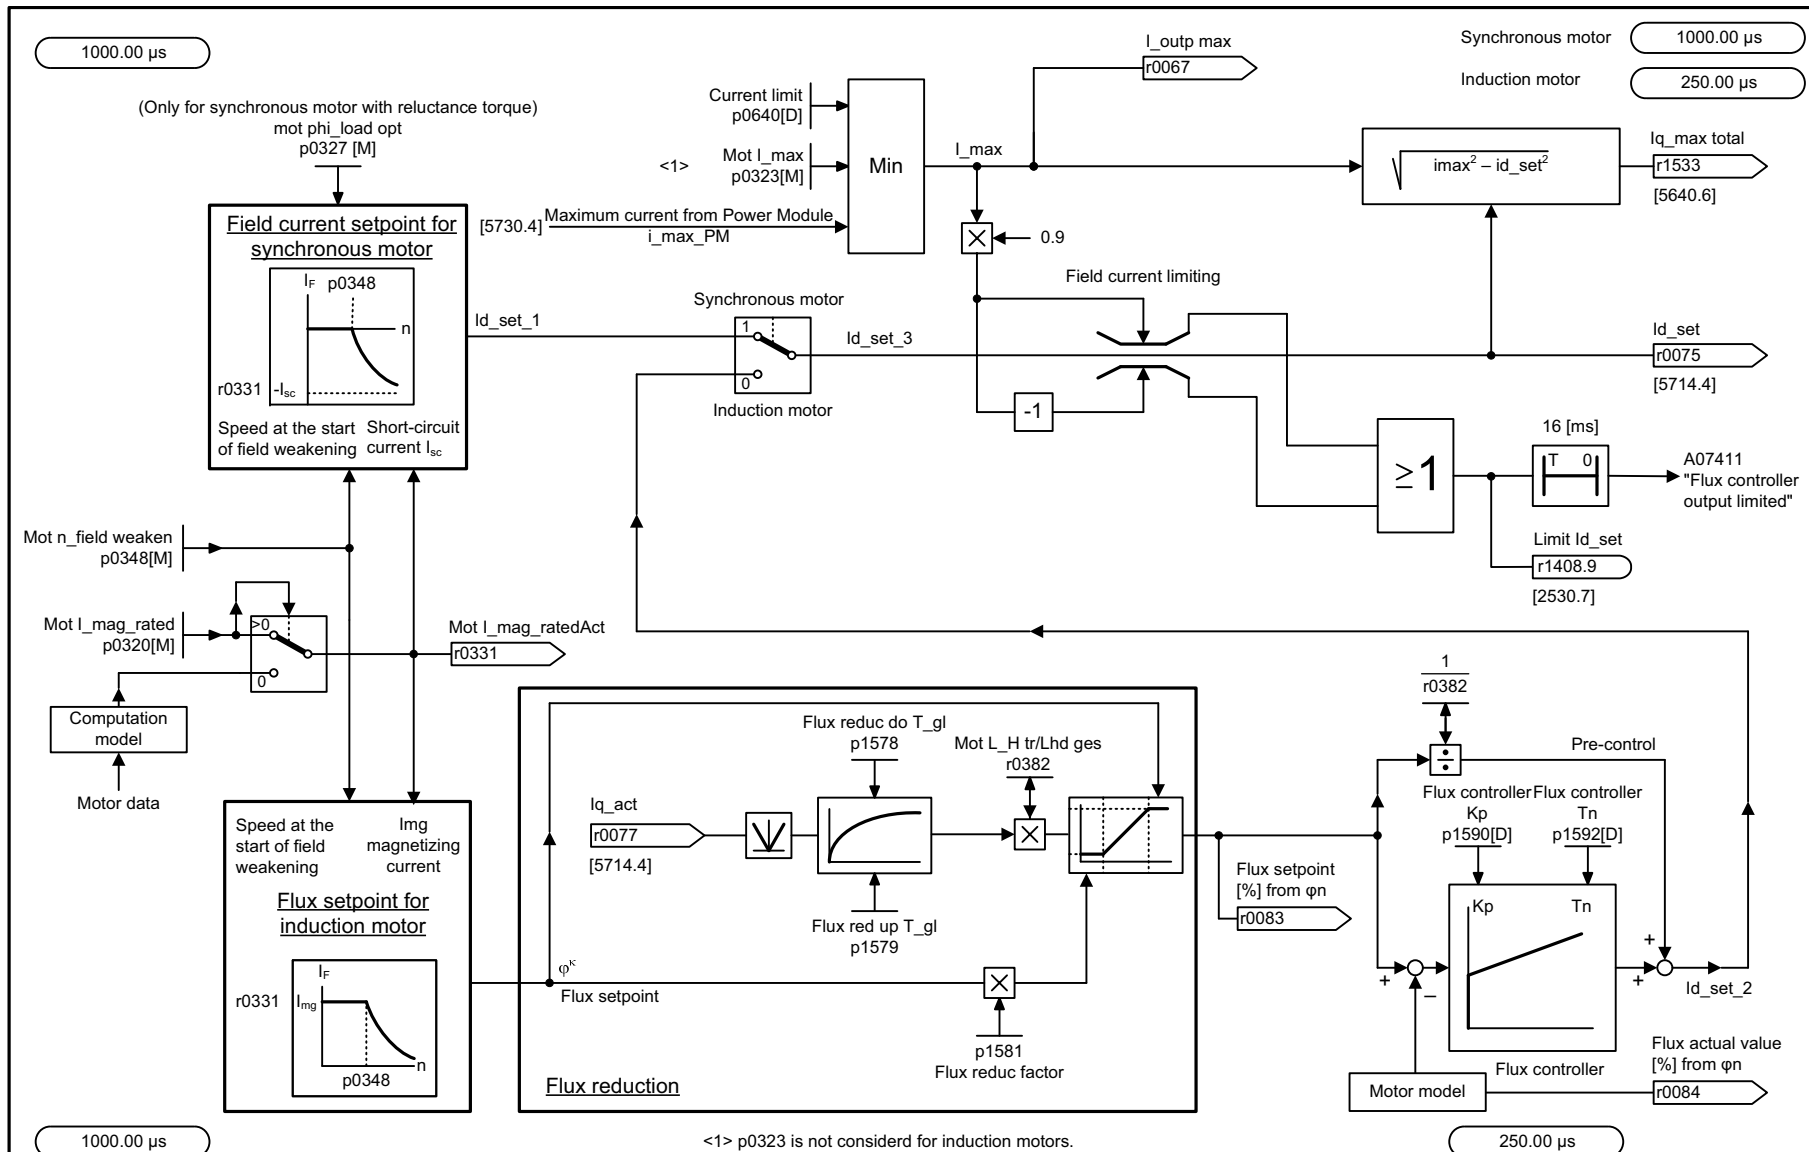 1000.00 µs
Synchronous motor
1000.00 µs
Induction motor
250.00 µs
(Only for synchronous motor with reluctance torque)
mot phi_load opt
p0327 [M]
Current limit
p0640[D]
<1>
Mot I_max
p0323[M]
[5730.4]
Maximum current from Power Module
i_max_PM
Min
I_max
I_outp max
r0067
0.9
imax² – id_set²
Iq_max total
r1533
[5640.6]
Field current setpoint for
synchronous motor
I_F
p0348
n
r0331
-I_sc
Speed at the start
of field weakening
Short-circuit
current I_sc
Id_set_1
Synchronous motor
1
0
Induction motor
Id_set_3
Field current limiting
-1
Id_set
r0075
[5714.4]
≥1
16 [ms]
T
0
A07411
"Flux controller
output limited"
Limit Id_set
r1408.9
[2530.7]
Mot n_field weaken
p0348[M]
Mot I_mag_rated
p0320[M]
>0
0
Mot I_mag_ratedAct
r0331
Computation
model
Motor data
Speed at the
start of field
weakening
Img
magnetizing
current
Flux setpoint for
induction motor
I_F
r0331
I_mg
n
p0348
Flux reduc do T_gl
p1578
Mot L_H tr/Lhd ges
r0382
Iq_act
r0077
[5714.4]
Flux red up T_gl
p1579
φ^κ
Flux setpoint
p1581
Flux reduc factor
Flux reduction
Flux setpoint
[%] from φn
r0083
1
r0382
÷
Pre-control
Flux controller
Kp
p1590[D]
Flux controller
Tn
p1592[D]
Kp
Tn
+
–
+
+
Id_set_2
Flux controller
Motor model
Flux actual value
[%] from φn
r0084
1000.00 µs
<1> p0323 is not considerd for induction motors.
250.00 µs